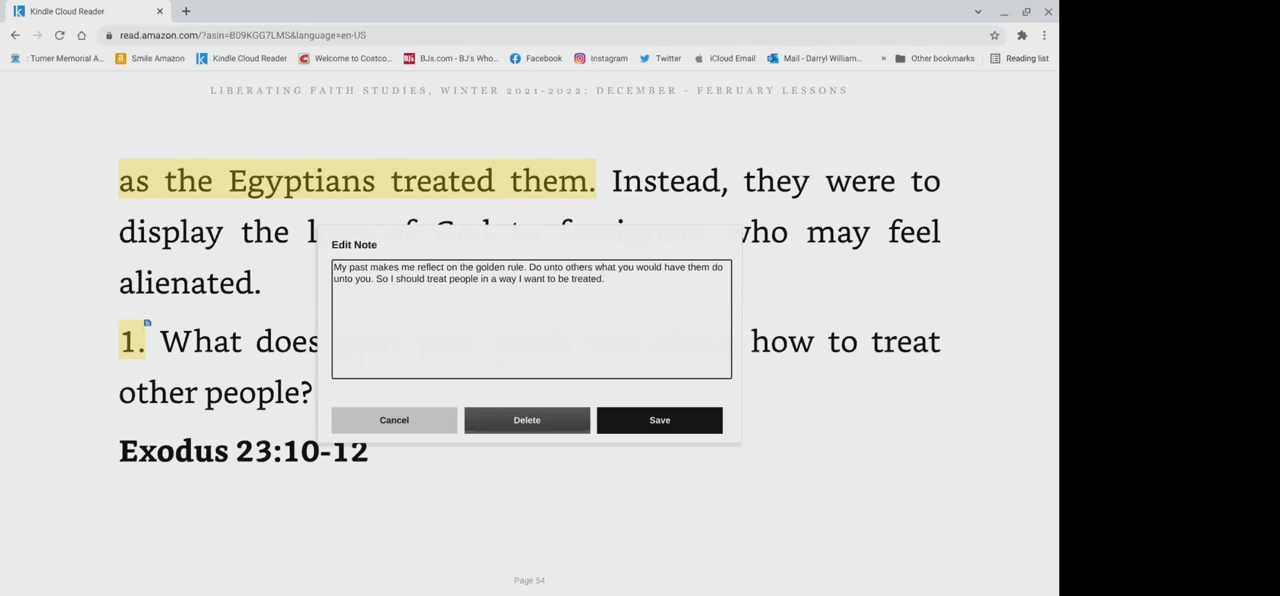 Kindle Cloud Reader
read.amazon.com/?asin=B09KGG7LMS&language=en-US
: Turner Memorial A... Smile Amazon Kindle Cloud Reader Welcome to Costco... BJs.com - BJ's Who... Facebook Instagram Twitter iCloud Email Mail - Darryl William... » Other bookmarks Reading list
LIBERATING FAITH STUDIES, WINTER 2021-2022: DECEMBER - FEBRUARY LESSONS
as the Egyptians treated them. Instead, they were to
display the who may feel
alienated.
1. What does how to treat
other people?
Exodus 23:10-12
Edit Note
My past makes me reflect on the golden rule. Do unto others what you would have them do
unto you. So I should treat people in a way I want to be treated.
Cancel Delete Save
Page 54